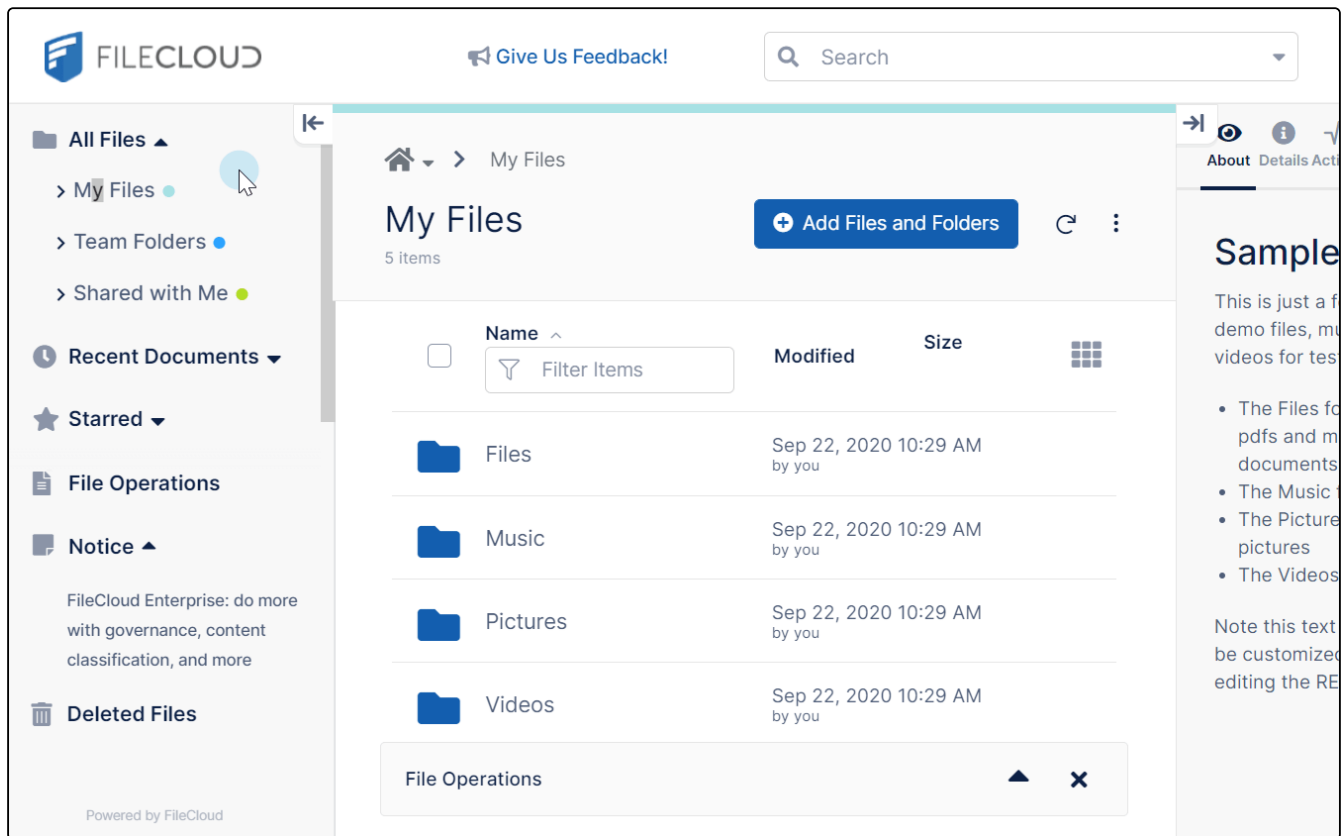 FILECLOUD
Give Us Feedback!
Search
All Files
My Files
Team Folders
Shared with Me
Recent Documents
Starred
File Operations
Notice
FileCloud Enterprise: do more
with governance, content
classification, and more
Deleted Files
Powered by FileCloud
My Files
My Files
5 items
Add Files and Folders
Name
Filter Items
Modified
Size
Files
Sep 22, 2020 10:29 AM
by you
Music
Sep 22, 2020 10:29 AM
by you
Pictures
Sep 22, 2020 10:29 AM
by you
Videos
Sep 22, 2020 10:29 AM
by you
File Operations
About Details Acti
Sample
This is just a f
demo files, mu
videos for tes
• The Files fo
pdfs and m
documents
• The Music
• The Picture
pictures
• The Videos
Note this text
be customized
editing the RE